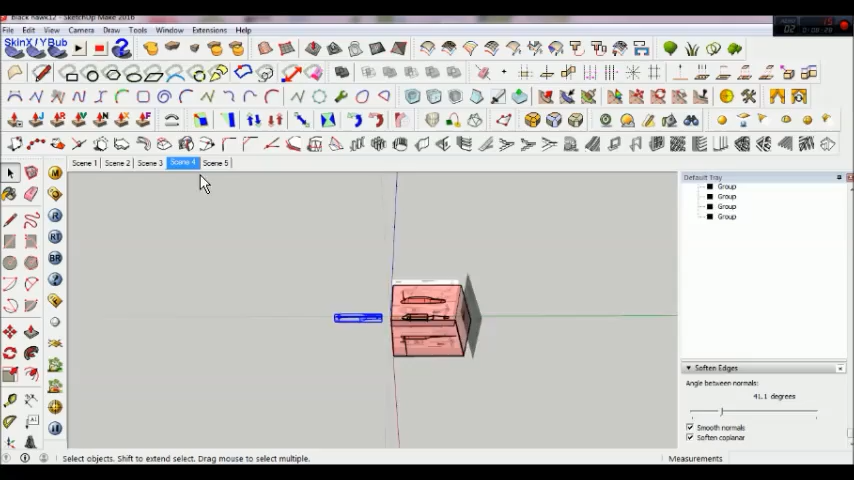 Black hawk12 - SketchUp Make 2016
File Edit View Camera Draw Tools Window Extensions Help
SkinX / YBub
Scene 1 Scene 2 Scene 3 Scene 4 Scene 5
Default Tray
Group
Group
Group
Group
Soften Edges
Angle between normals:
41.1 degrees
Smooth normals
Soften coplanar
Select objects. Shift to extend select. Drag mouse to select multiple.
Measurements
M
R
RT
BR